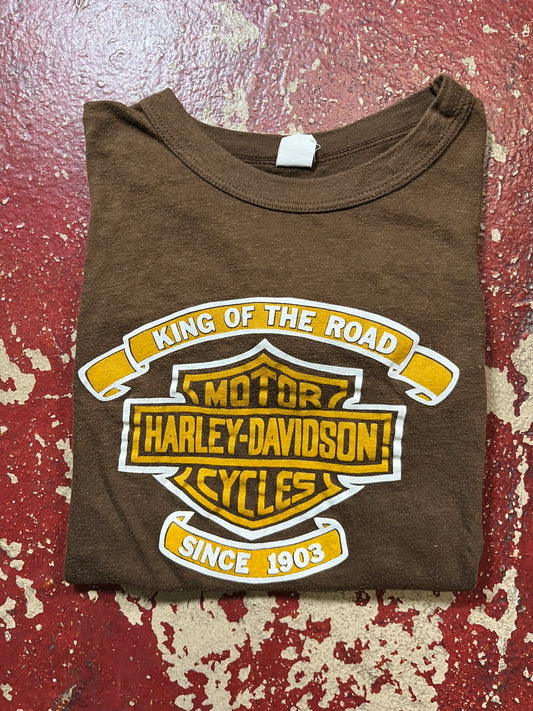 KING OF THE ROAD
MOTOR
HARLEY-DAVIDSON
CYCLES
SINCE 1903